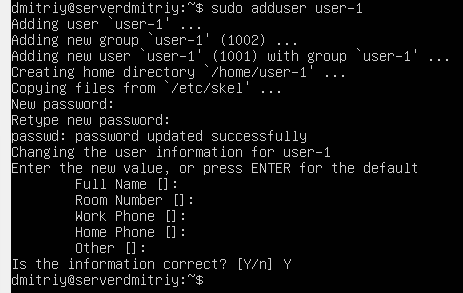 dmitriy@serverdmitriy:~$ sudo adduser user-1
Adding user `user-1' ...
Adding new group `user-1' (1002) ...
Adding new user `user-1' (1001) with group `user-1' ...
Creating home directory `/home/user-1' ...
Copying files from `/etc/skel' ...
New password:
Retype new password:
passwd: password updated successfully
Changing the user information for user-1
Enter the new value, or press ENTER for the default
        Full Name []:
        Room Number []:
        Work Phone []:
        Home Phone []:
        Other []:
Is the information correct? [Y/n] Y
dmitriy@serverdmitriy:~$